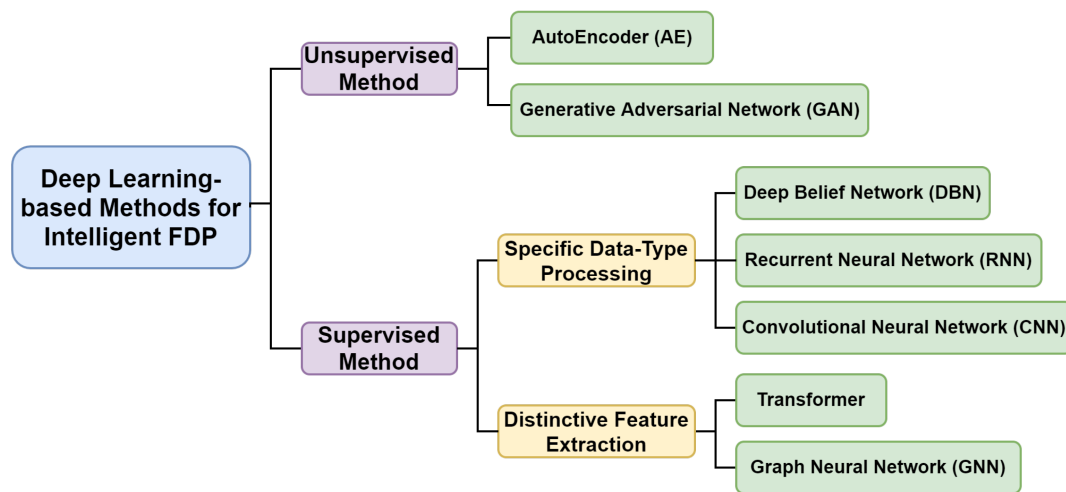 Deep Learning-
based Methods for
Intelligent FDP
Unsupervised
Method
AutoEncoder (AE)
Generative Adversarial Network (GAN)
Supervised
Method
Specific Data-Type
Processing
Deep Belief Network (DBN)
Recurrent Neural Network (RNN)
Convolutional Neural Network (CNN)
Distinctive Feature
Extraction
Transformer
Graph Neural Network (GNN)